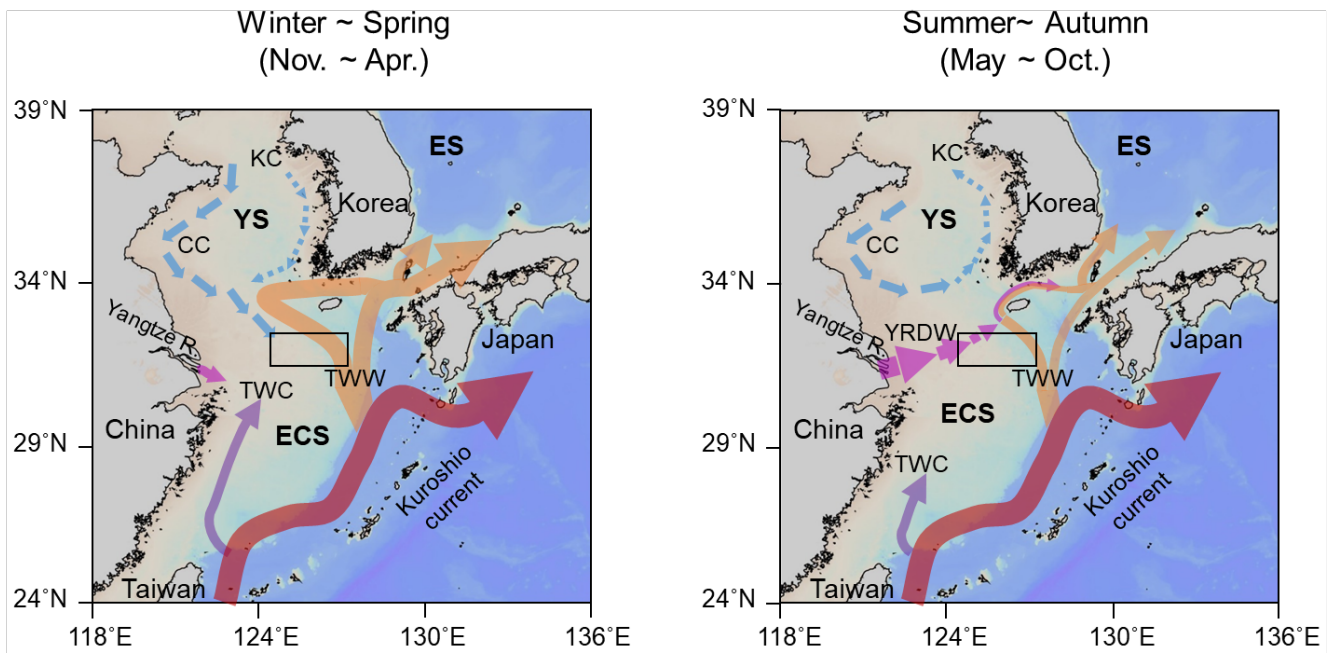 Winter ~ Spring
(Nov. ~ Apr.)
39°N
34°N
29°N
24°N
118°E
124°E
130°E
136°E
KC
ES
YS
Korea
CC
Yangtze R.
Japan
TWC
TWW
China
ECS
Kuroshio
current
Taiwan
Summer~ Autumn
(May ~ Oct.)
39°N
34°N
29°N
24°N
118°E
124°E
130°E
136°E
KC
ES
YS
Korea
CC
Yangtze R.
YRDW
Japan
TWW
China
ECS
TWC
Kuroshio
current
Taiwan